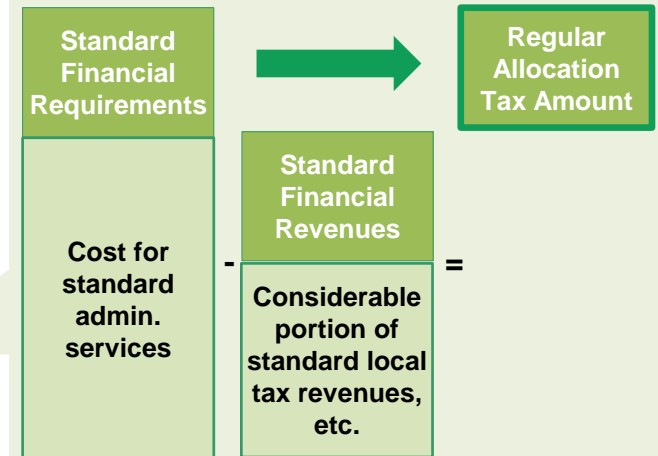 Standard
Financial
Requirements
Regular
Allocation
Tax Amount
Standard
Financial
Revenues
Cost for
standard
admin.
services
-
=
Considerable
portion of
standard local
tax revenues,
etc.